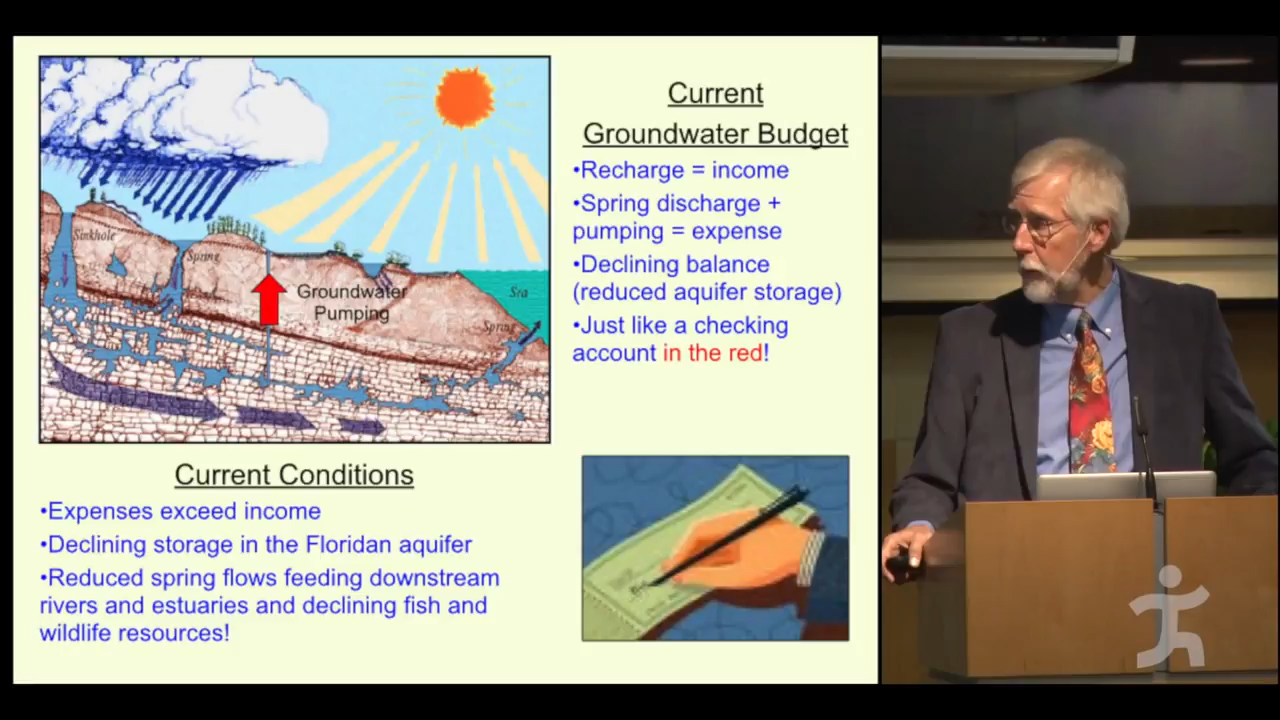 Sinkhole
Spring
Groundwater
Pumping
Sea
Spring
Current
Groundwater Budget
•Recharge = income
•Spring discharge +
pumping = expense
•Declining balance
(reduced aquifer storage)
•Just like a checking
account in the red!
Current Conditions
•Expenses exceed income
•Declining storage in the Floridan aquifer
•Reduced spring flows feeding downstream
rivers and estuaries and declining fish and
wildlife resources!